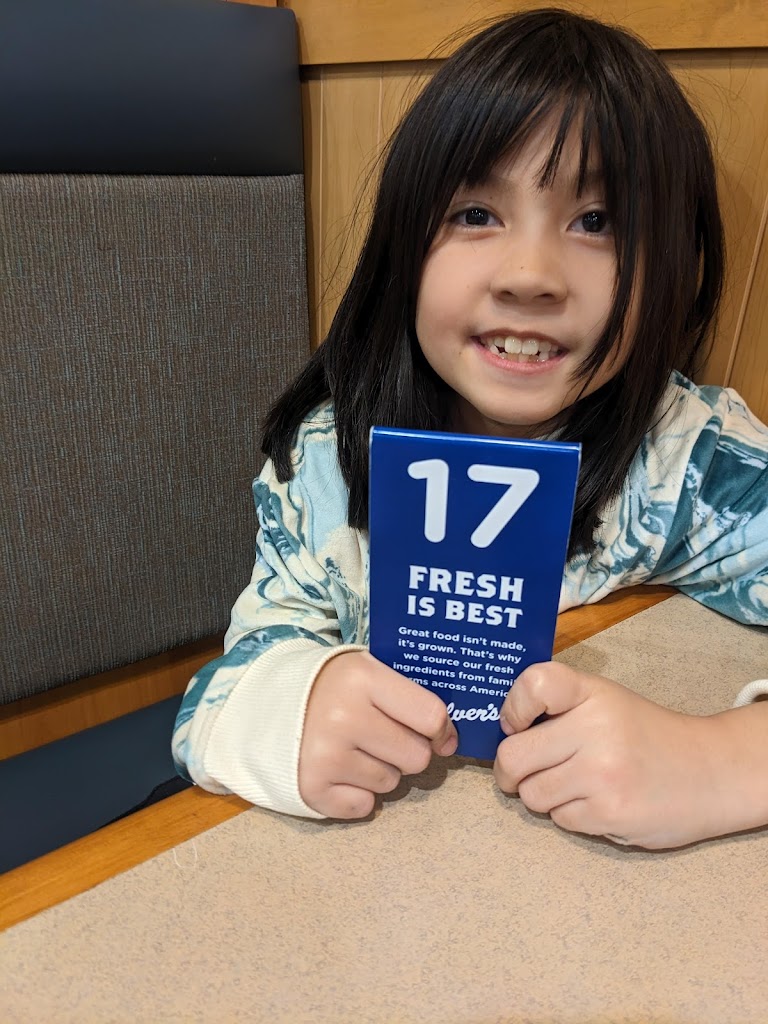 17
FRESH
IS BEST
Great food isn't made,
it's grown. That's why
we source our fresh
ingredients from
across